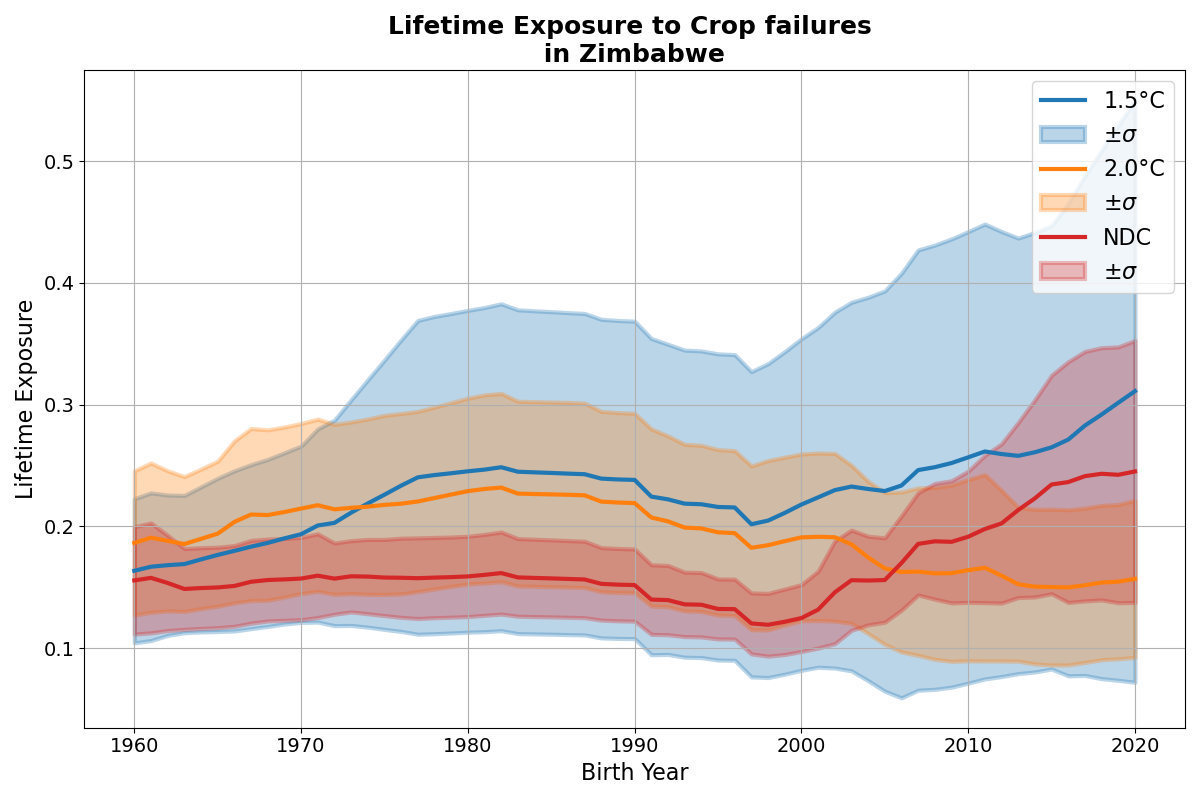 Lifetime Exposure to Crop failures
in Zimbabwe
1.5°C
±σ
2.0°C
±σ
NDC
±σ
Lifetime Exposure
0.5
0.4
0.3
0.2
0.1
1960 1970 1980 1990 2000 2010 2020
Birth Year